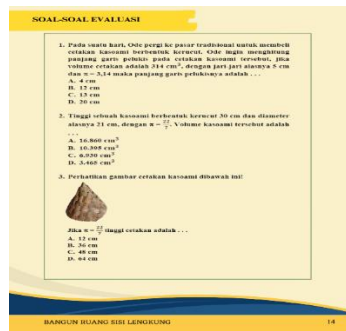 SOAL-SOAL EVALUASI
1. Pada suatu hari, Ode pergi ke pasar tradisional untuk membeli
cetakan kasoami berbentuk kerucut. Ode ingin menghitung
panjang garis pelukis pada cetakan kasoami tersebut, jika
volume cetakan adalah 314 cm³, dengan jari jari alasnya 5 cm
dan π = 3,14 maka panjang garis pelukisnya adalah . . .
A. 4 cm
B. 12 cm
C. 13 cm
D. 20 cm
2. Tinggi sebuah kasoami berbentuk kerucut 30 cm dan diameter
alasnya 21 cm, dengan π = 22/7. Volume kasoami tersebut adalah
. . .
A. 16.860 cm³
B. 10.395 cm³
C. 6.930 cm³
D. 3.465 cm³
3. Perhatikan gambar cetakan kasoami dibawah ini!
Jika π = 22/7 tinggi cetakan adalah . . .
A. 12 cm
B. 36 cm
C. 48 cm
D. 64 cm
BANGUN RUANG SISI LENGKUNG
14